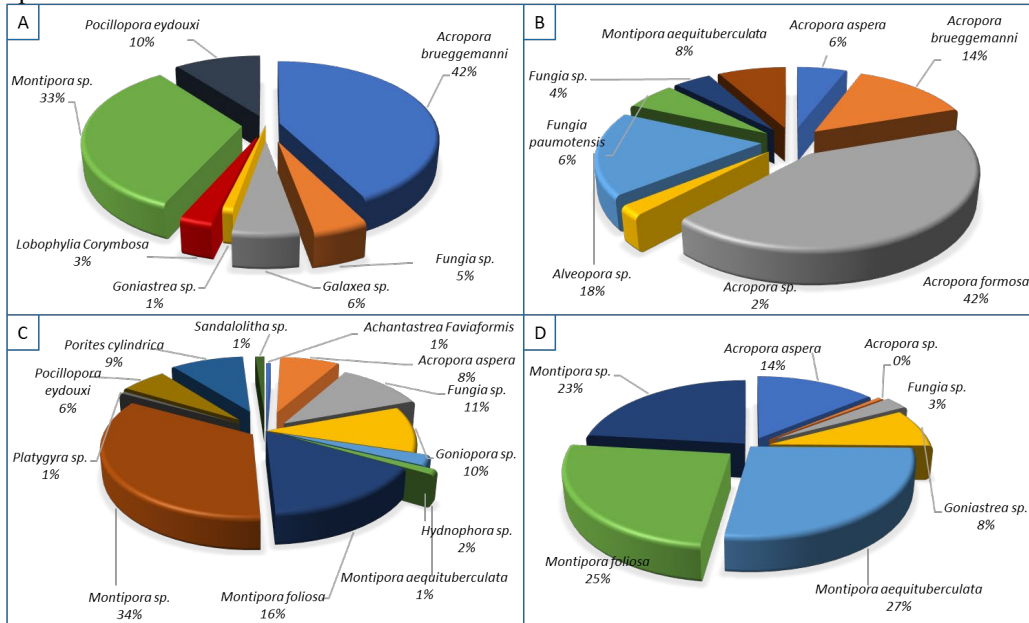 A
Pocillopora eydouxi
10%
Acropora
brueggemanni
42%
Montipora sp.
33%
Lobophylia Corymbosa
3%
Goniastrea sp.
1%
Galaxea sp.
6%
Fungia sp.
5%
B
Montipora aequituberculata
8%
Acropora aspera
6%
Acropora
brueggemanni
14%
Fungia sp.
4%
Fungia
paumotensis
6%
Alveopora sp.
18%
Acropora sp.
2%
Acropora formosa
42%
C
Sandalolitha sp.
1%
Achantastrea Faviaformis
1%
Porites cylindrica
9%
Acropora aspera
8%
Pocillopora
eydouxi
6%
Fungia sp.
11%
Platygyra sp.
1%
Goniopora sp.
10%
Hydnophora sp.
2%
Montipora aequituberculata
1%
Montipora sp.
34%
Montipora foliosa
16%
D
Montipora sp.
23%
Acropora aspera
14%
Acropora sp.
0%
Fungia sp.
3%
Goniastrea sp.
8%
Montipora foliosa
25%
Montipora aequituberculata
27%